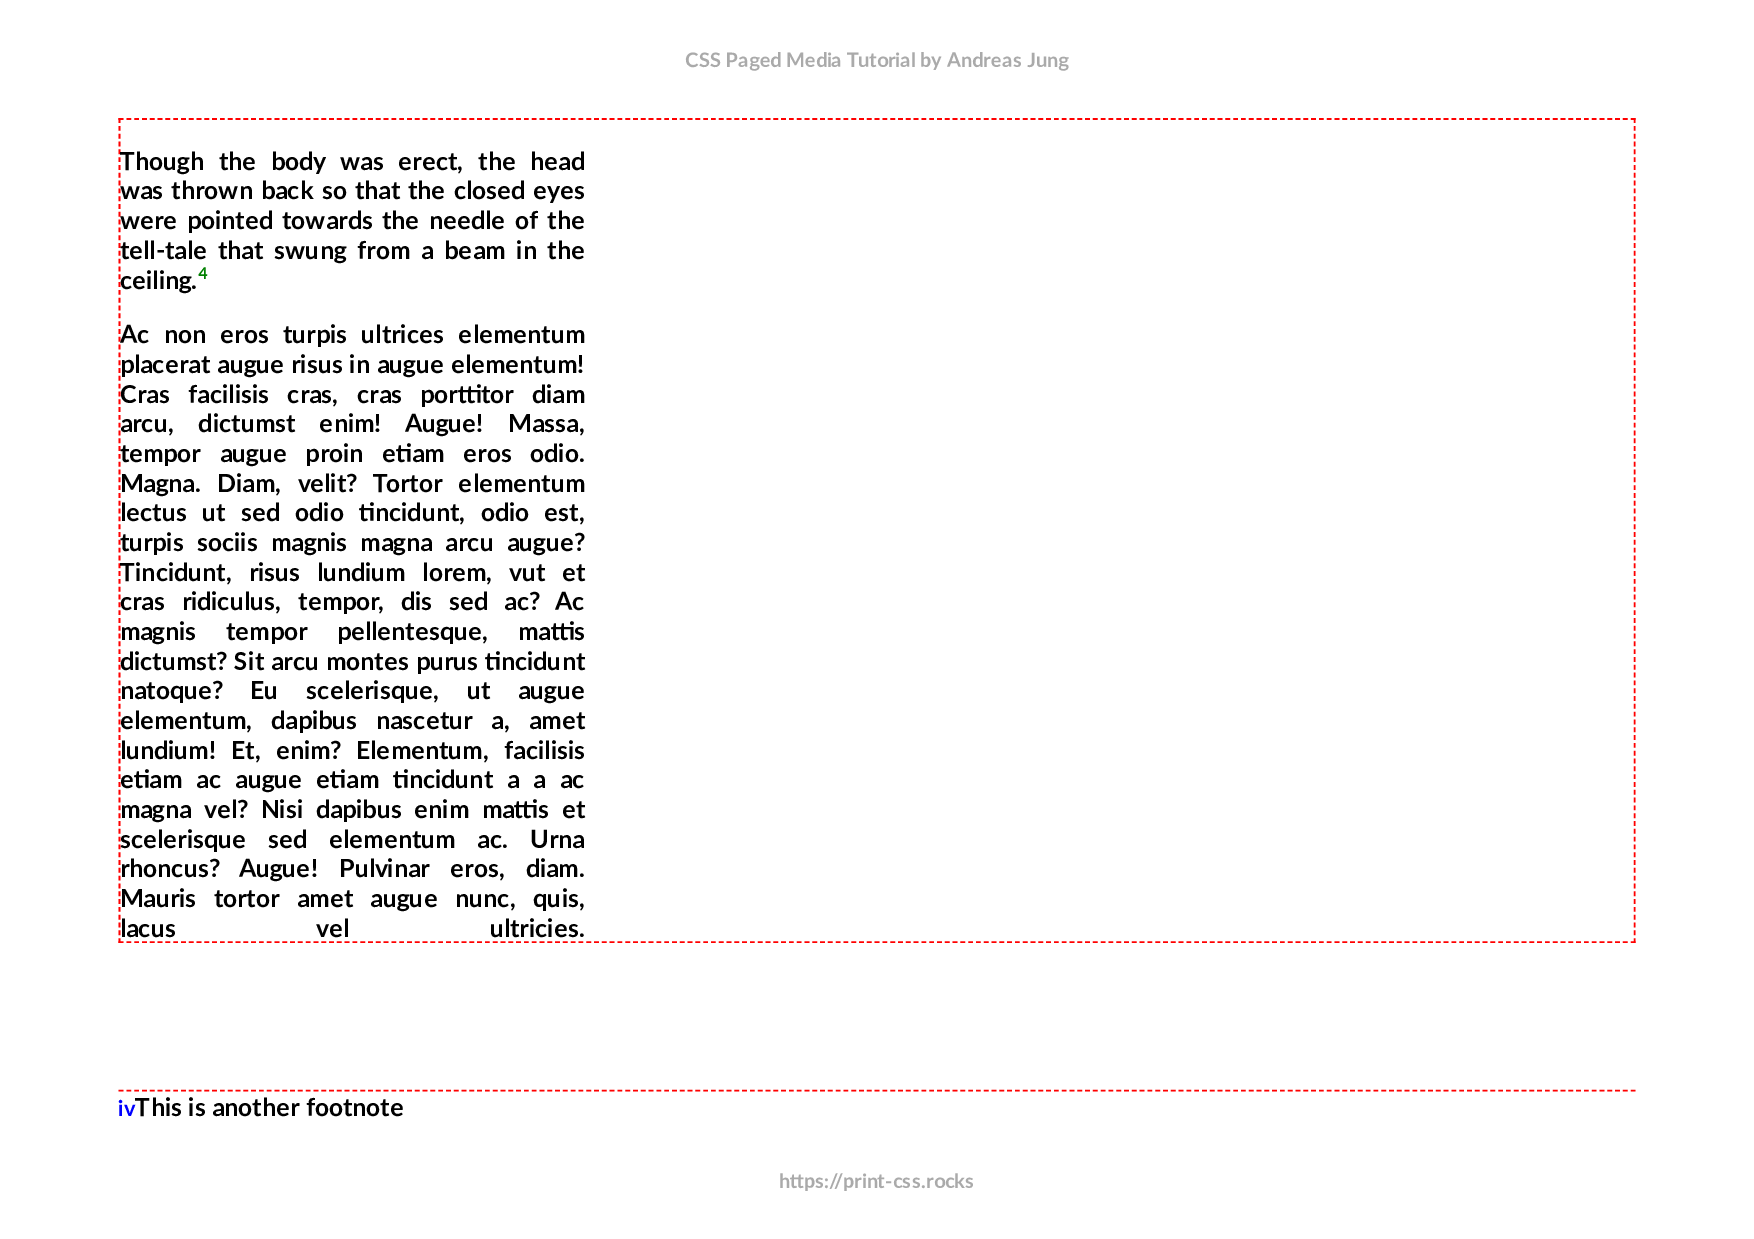 CSS Paged Media Tutorial by Andreas Jung
Though the body was erect, the head
was thrown back so that the closed eyes
were pointed towards the needle of the
tell-tale that swung from a beam in the
ceiling.4
Ac non eros turpis ultrices elementum
placerat augue risus in augue elementum!
Cras facilisis cras, cras porttitor diam
arcu, dictumst enim! Augue! Massa,
tempor augue proin etiam eros odio.
Magna. Diam, velit? Tortor elementum
lectus ut sed odio tincidunt, odio est,
turpis sociis magnis magna arcu augue?
Tincidunt, risus lundium lorem, vut et
cras ridiculus, tempor, dis sed ac? Ac
magnis tempor pellentesque, mattis
dictumst? Sit arcu montes purus tincidunt
natoque? Eu scelerisque, ut augue
elementum, dapibus nascetur a, amet
lundium! Et, enim? Elementum, facilisis
etiam ac augue etiam tincidunt a a ac
magna vel? Nisi dapibus enim mattis et
scelerisque sed elementum ac. Urna
rhoncus? Augue! Pulvinar eros, diam.
Mauris tortor amet augue nunc, quis,
lacus vel ultricies.
ivThis is another footnote
https://print-css.rocks